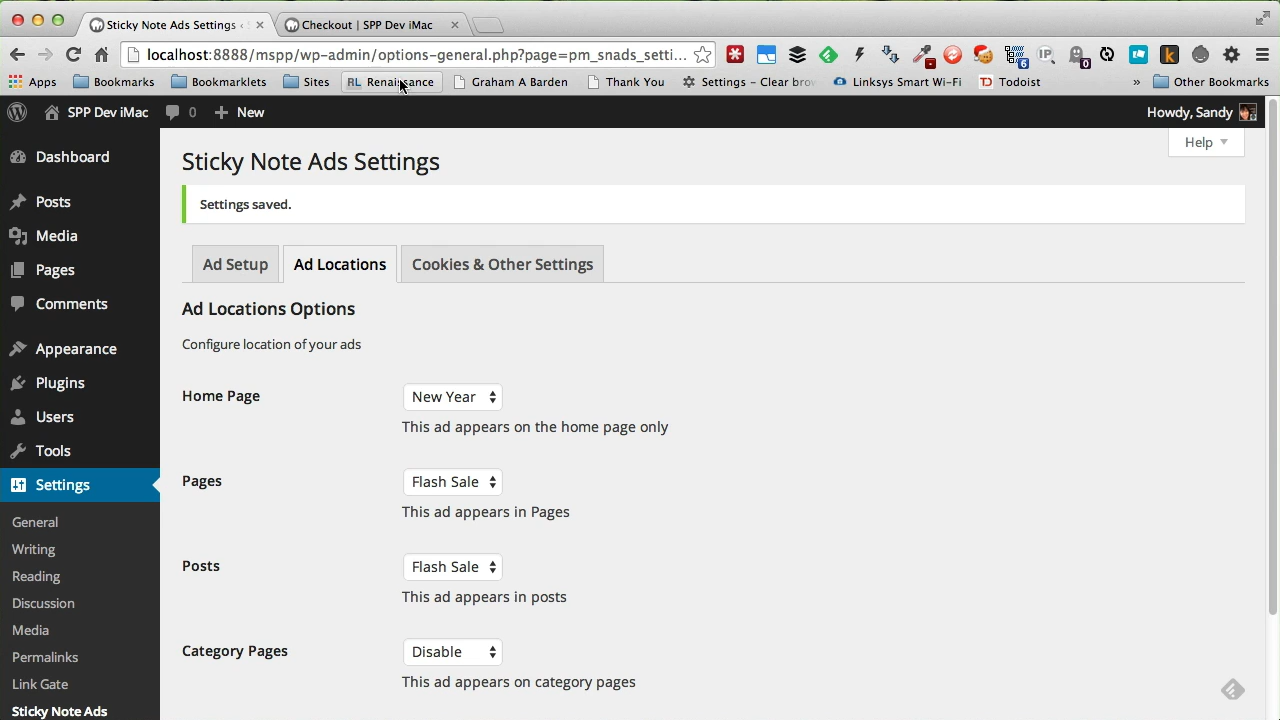 Sticky Note Ads Settings ‹
Checkout | SPP Dev iMac
localhost:8888/mspp/wp-admin/options-general.php?page=pm_snads_setti...
Apps
Bookmarks
Bookmarklets
Sites
RL Renaissance
Graham A Barden
Thank You
Settings - Clear brow
Linksys Smart Wi-Fi
TD Todoist
»
Other Bookmarks
SPP Dev iMac
0
+ New
Howdy, Sandy
Help
Dashboard
Posts
Media
Pages
Comments
Appearance
Plugins
Users
Tools
Settings
General
Writing
Reading
Discussion
Media
Permalinks
Link Gate
Sticky Note Ads
Sticky Note Ads Settings
Settings saved.
Ad Setup
Ad Locations
Cookies & Other Settings
Ad Locations Options
Configure location of your ads
Home Page
New Year
This ad appears on the home page only
Pages
Flash Sale
This ad appears in Pages
Posts
Flash Sale
This ad appears in posts
Category Pages
Disable
This ad appears on category pages